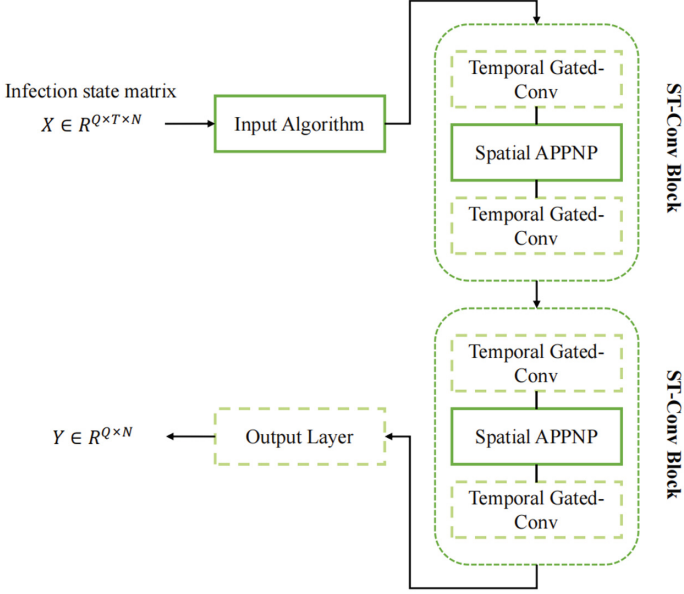 Infection state matrix
X ∈ R^{Q×T×N}
Input Algorithm
Temporal Gated-
Conv
Spatial APPNP
Temporal Gated-
Conv
ST-Conv Block
Temporal Gated-
Conv
Spatial APPNP
Temporal Gated-
Conv
ST-Conv Block
Output Layer
Y ∈ R^{Q×N}